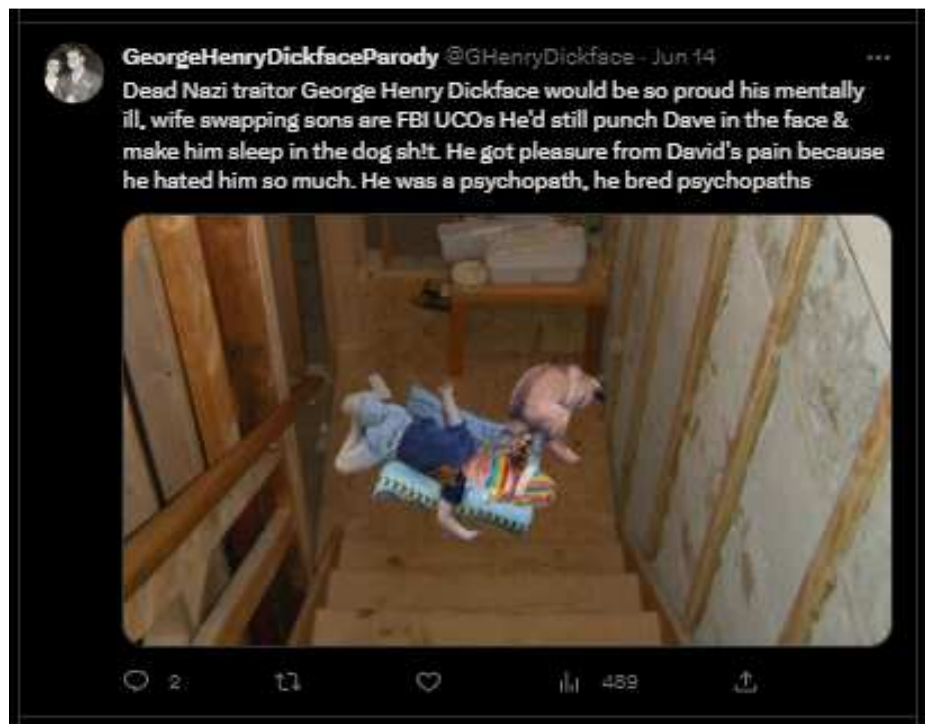 GeorgeHenryDickfaceParody @GHenryDickface · Jun 14
Dead Nazi traitor George Henry Dickface would be so proud his mentally
ill, wife swapping sons are FBI UCOs He'd still punch Dave in the face &
make him sleep in the dog sh!t. He got pleasure from David's pain because
he hated him so much. He was a psychopath, he bred psychopaths
2 489